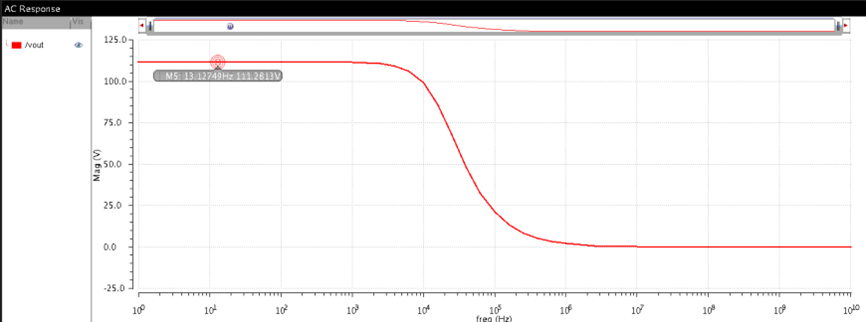 AC Response
Name Vis
/vout
125.0
M5: 13.12749Hz 111.2813V
100.0
75.0
50.0
25.0
0.0
-25.0
Mag (V)
10⁰ 10¹ 10² 10³ 10⁴ 10⁵ 10⁶ 10⁷ 10⁸ 10⁹ 10¹⁰
freq (Hz)